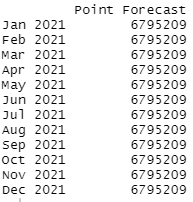 Point Forecast
Jan 2021 6795209
Feb 2021 6795209
Mar 2021 6795209
Apr 2021 6795209
May 2021 6795209
Jun 2021 6795209
Jul 2021 6795209
Aug 2021 6795209
Sep 2021 6795209
Oct 2021 6795209
Nov 2021 6795209
Dec 2021 6795209